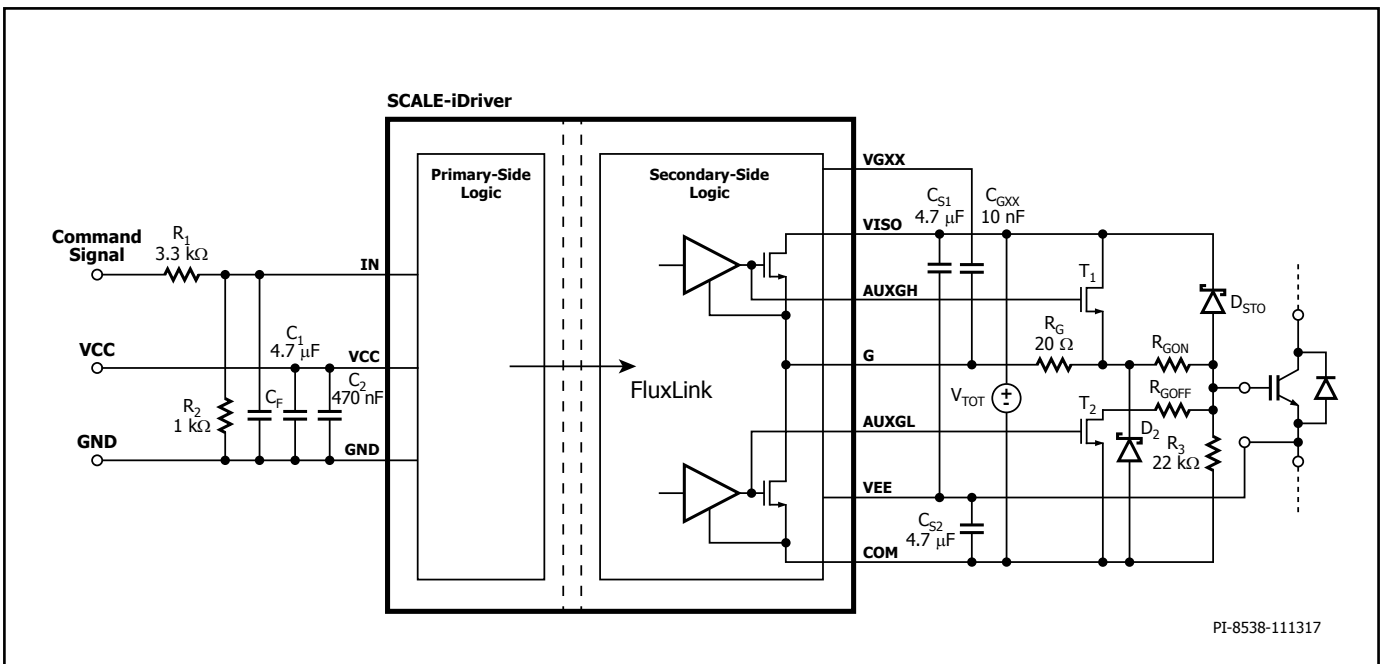 SCALE-iDriver
Primary-Side
Logic
Secondary-Side
Logic
FluxLink
Command
Signal
R1
3.3 kΩ
IN
VCC
C1
4.7 μF
VCC
C2
470 nF
CF
R2
1 kΩ
GND
GND
VGXX
CS1
4.7 μF
CGXX
10 nF
VISO
AUXGH
T1
DSTO
RG
20 Ω
G
RGON
RGOFF
VTOT
T2
AUXGL
D2
R3
22 kΩ
VEE
CS2
4.7 μF
COM
PI-8538-111317